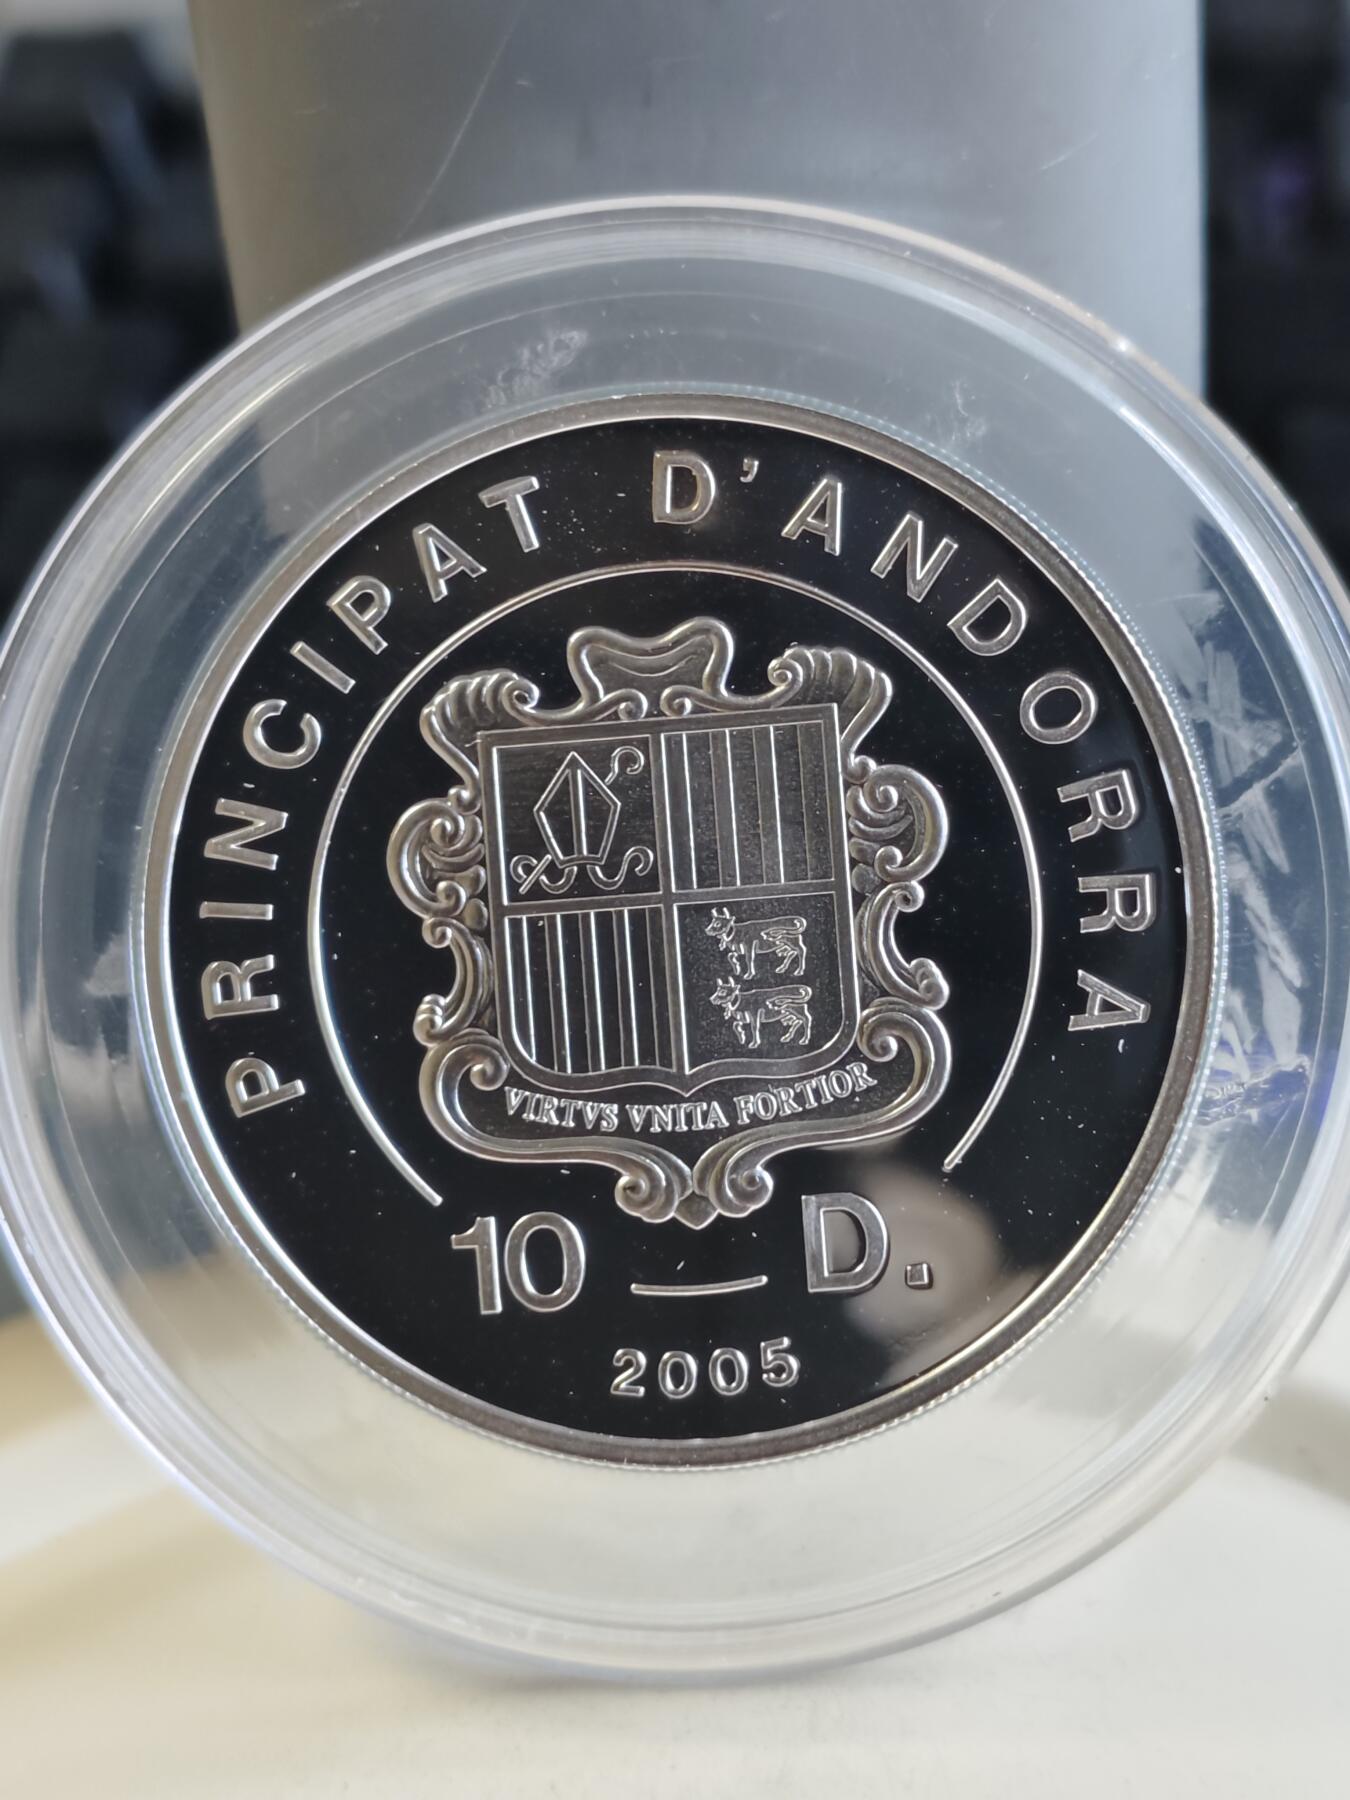 PRINCIPAT D'ANDORRA
VIRTVS VNITA FORTIOR
10 — D.
2005